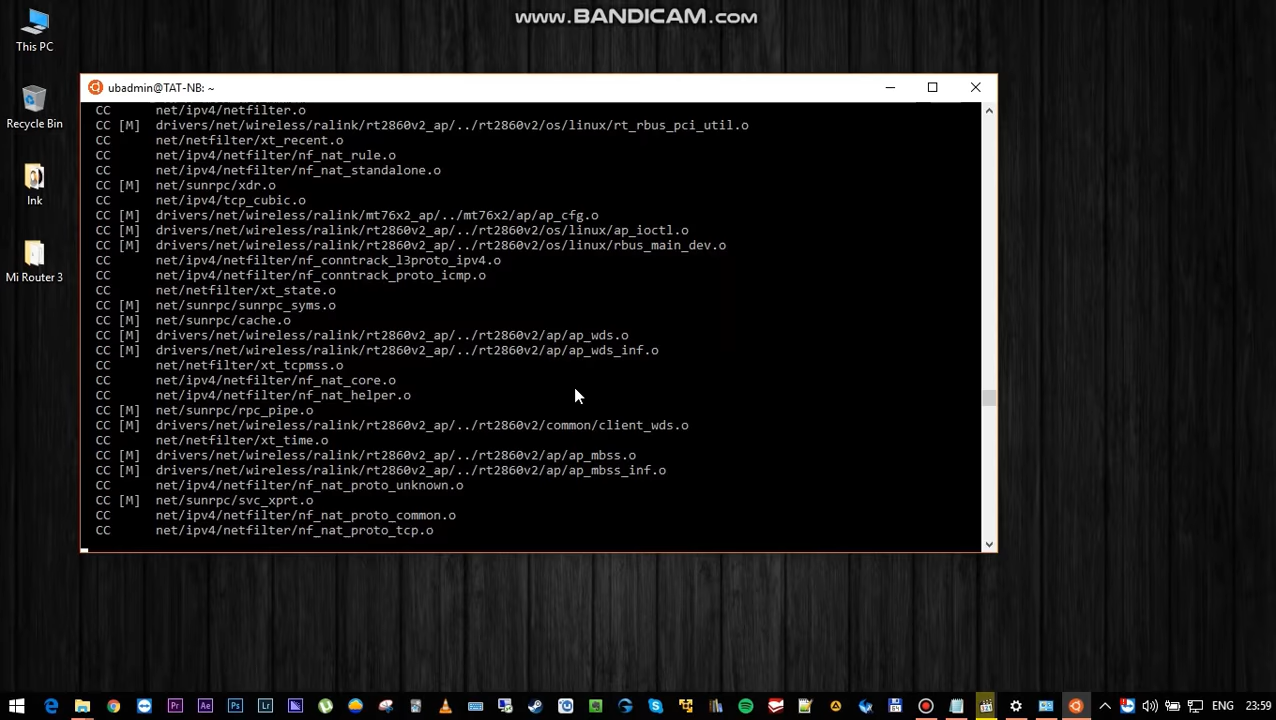 www.BANDICAM.com
This PC
Recycle Bin
Ink
Mi Router 3
ubadmin@TAT-NB: ~
CC net/ipv4/netfilter.o
CC [M] drivers/net/wireless/ralink/rt2860v2_ap/../rt2860v2/os/linux/rt_rbus_pci_util.o
CC net/netfilter/xt_recent.o
CC net/ipv4/netfilter/nf_nat_rule.o
CC net/ipv4/netfilter/nf_nat_standalone.o
CC [M] net/sunrpc/xdr.o
CC net/ipv4/tcp_cubic.o
CC [M] drivers/net/wireless/ralink/mt76x2_ap/../mt76x2/ap/ap_cfg.o
CC [M] drivers/net/wireless/ralink/rt2860v2_ap/../rt2860v2/os/linux/ap_ioctl.o
CC [M] drivers/net/wireless/ralink/rt2860v2_ap/../rt2860v2/os/linux/rbus_main_dev.o
CC net/ipv4/netfilter/nf_conntrack_l3proto_ipv4.o
CC net/ipv4/netfilter/nf_conntrack_proto_icmp.o
CC net/netfilter/xt_state.o
CC [M] net/sunrpc/sunrpc_syms.o
CC [M] net/sunrpc/cache.o
CC [M] drivers/net/wireless/ralink/rt2860v2_ap/../rt2860v2/ap/ap_wds.o
CC [M] drivers/net/wireless/ralink/rt2860v2_ap/../rt2860v2/ap/ap_wds_inf.o
CC net/netfilter/xt_tcpmss.o
CC net/ipv4/netfilter/nf_nat_core.o
CC net/ipv4/netfilter/nf_nat_helper.o
CC [M] net/sunrpc/rpc_pipe.o
CC [M] drivers/net/wireless/ralink/rt2860v2_ap/../rt2860v2/common/client_wds.o
CC net/netfilter/xt_time.o
CC [M] drivers/net/wireless/ralink/rt2860v2_ap/../rt2860v2/ap/ap_mbss.o
CC [M] drivers/net/wireless/ralink/rt2860v2_ap/../rt2860v2/ap/ap_mbss_inf.o
CC net/ipv4/netfilter/nf_nat_proto_unknown.o
CC [M] net/sunrpc/svc_xprt.o
CC net/ipv4/netfilter/nf_nat_proto_common.o
CC net/ipv4/netfilter/nf_nat_proto_tcp.o
Pr Ae Ps Lr
ENG 23:59